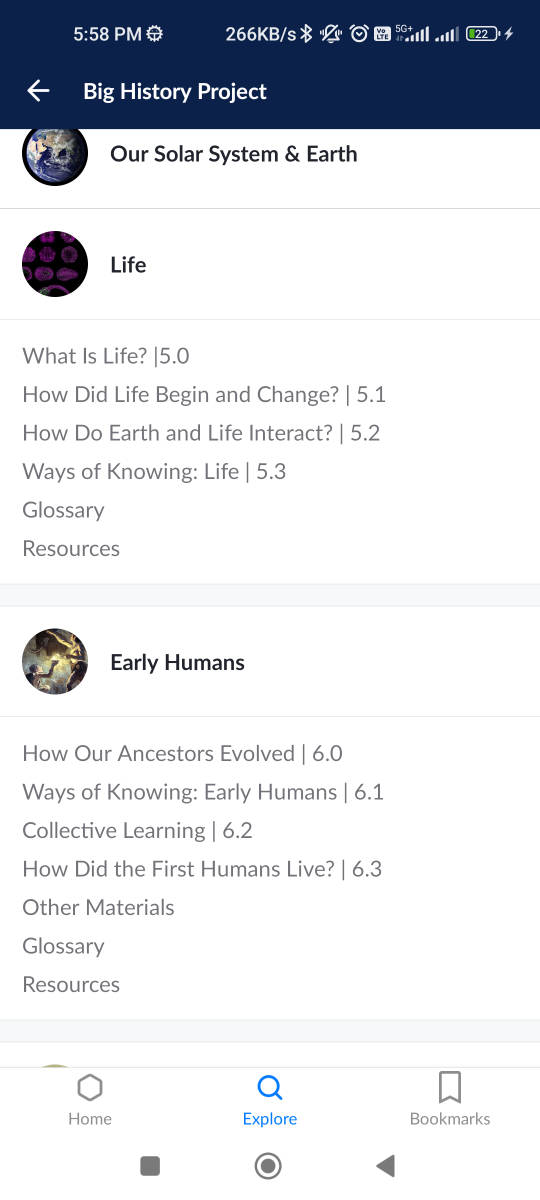 5:58 PM 266KB/s Vo LTE 5G+ 22
Big History Project
Our Solar System & Earth
Life
What Is Life? |5.0
How Did Life Begin and Change? | 5.1
How Do Earth and Life Interact? | 5.2
Ways of Knowing: Life | 5.3
Glossary
Resources
Early Humans
How Our Ancestors Evolved | 6.0
Ways of Knowing: Early Humans | 6.1
Collective Learning | 6.2
How Did the First Humans Live? | 6.3
Other Materials
Glossary
Resources
Home Explore Bookmarks